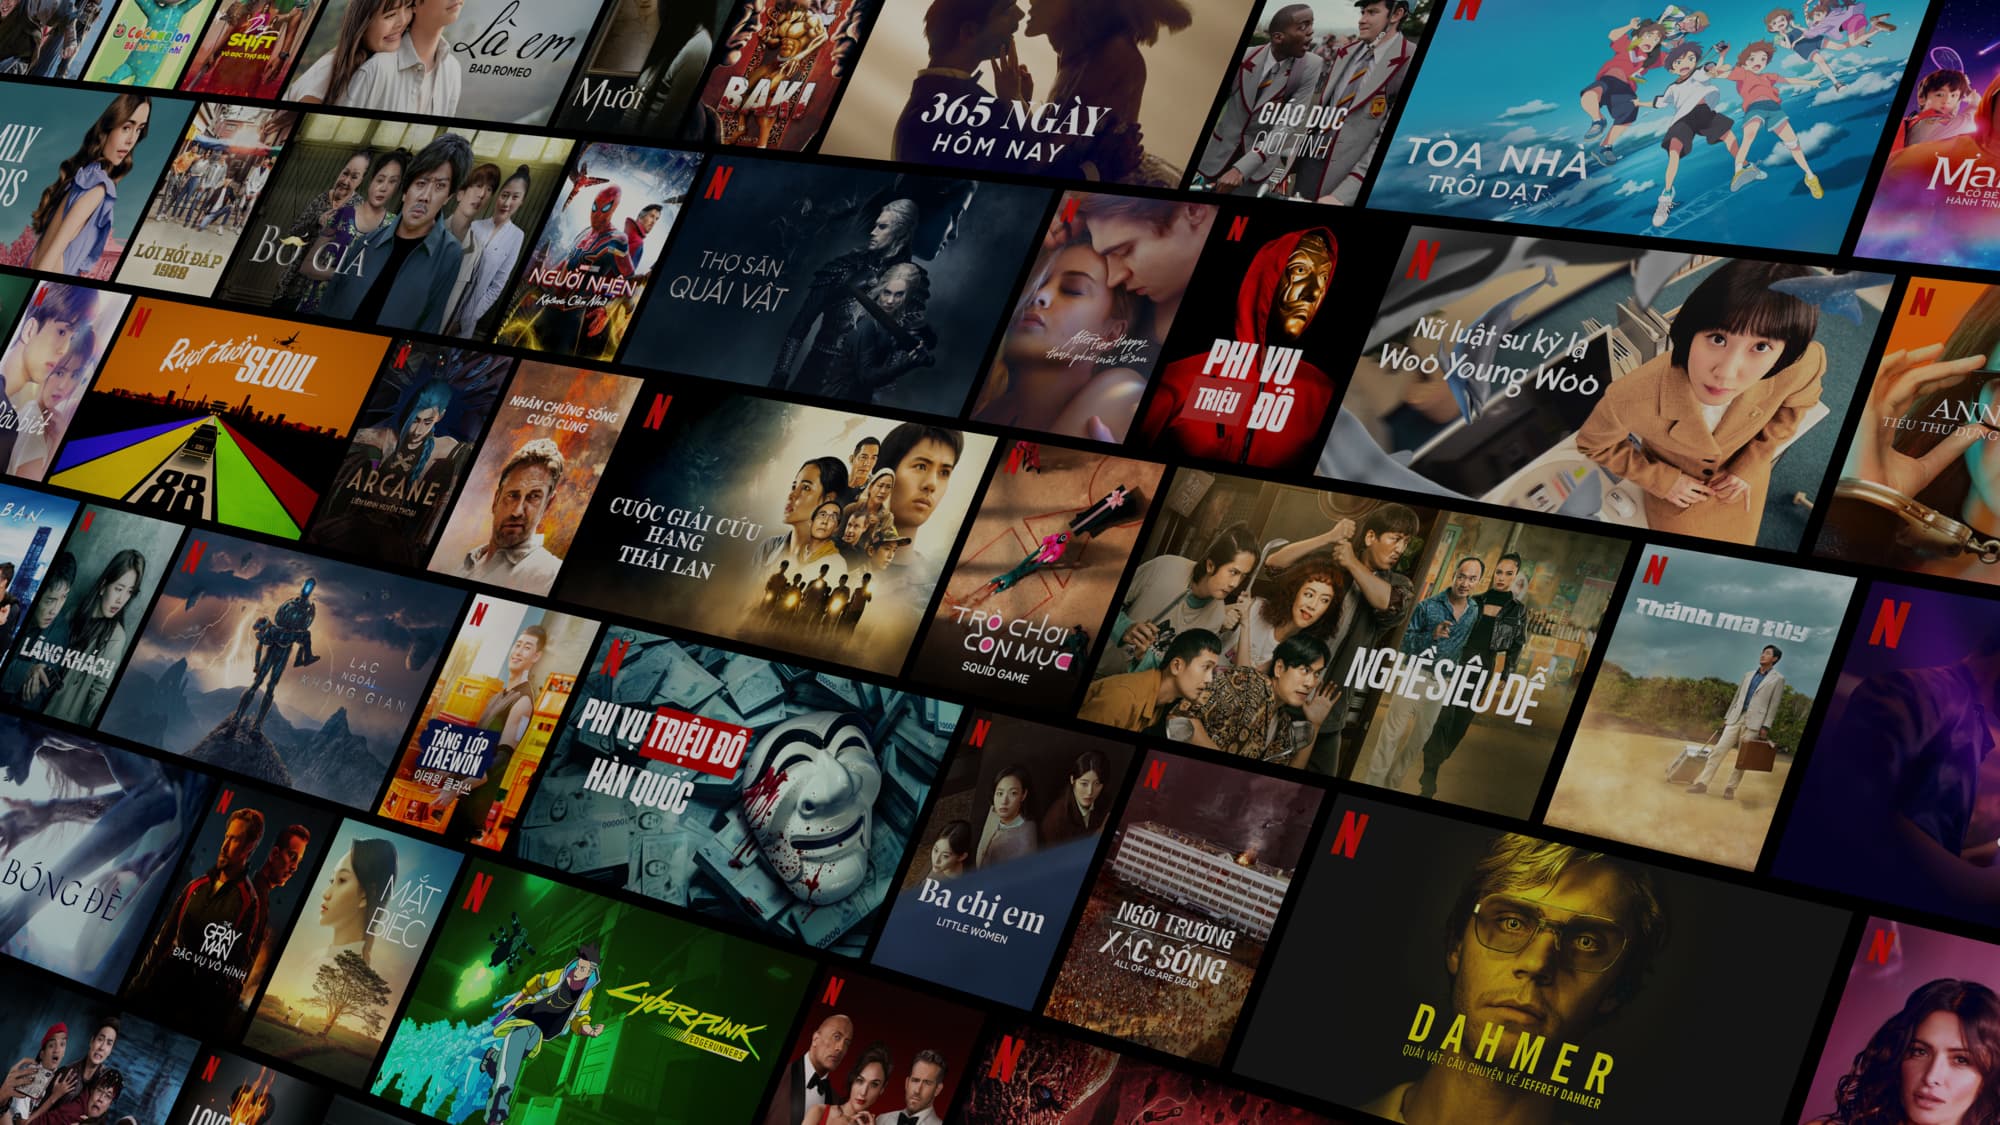 CoComelon
Day
SHIFT
Là em
BAD ROMEO
Mười
BAKI
365 NGÀY
HÔM NAY
GIÁO DỤC
GIỚI TÍNH
TÒA NHÀ
TRÔI DẠT
LỜI HỒI ĐÁP
1988
BỐ GIÀ
NGƯỜI NHỆN
THỢ SĂN
QUÁI VẬT
After Ever Happy
PHI VỤ
TRIỆU ĐÔ
Nữ luật sư kỳ lạ
Woo Young Woo
ANN
Rượt đuổi
SEOUL
88
ARCANE
LIÊN MINH HUYỀN THOẠI
NHÂN CHỨNG SỐNG
CUỐI CÙNG
CUỘC GIẢI CỨU
HANG
THÁI LAN
TRÒ CHƠI
CON MỰC
SQUID GAME
NGHỀ SIÊU DỄ
Thánh ma túy
BẠN
LĂNG KHÁCH
LẠC
NGOÀI
KHÔNG GIAN
TẦNG LỚP
ITAEWON
이태원 클라쓰
PHI VỤ TRIỆU ĐÔ
HÀN QUỐC
Ba chị em
LITTLE WOMEN
NGÔI TRƯỜNG
XÁC SỐNG
ALL OF US ARE DEAD
DAHMER
QUÁI VẬT: CÂU CHUYỆN VỀ JEFFREY DAHMER
BÓNG ĐÈ
THE
GRAY
MAN
ĐẶC VỤ VÔ HÌNH
MẮT
BIẾC
CYBERPUNK
EDGERUNNERS